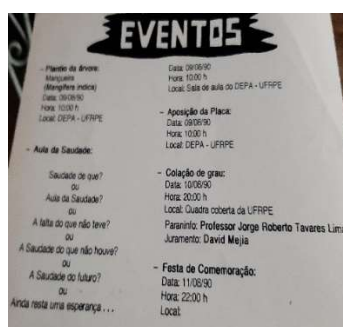 EVENTOS
- Plantio da árvore:
Mangueira
(Mangifera indica)
Data: 09/08/90
Hora: 10:00 h
Local: DEPA - UFRPE
- Aula da Saudade:
Saudade de que?
ou
Aula da Saudade?
ou
A falta do que não teve?
ou
A Saudade do que não houve?
ou
A Saudade do futuro?
ou
Ainda resta uma esperança . . .
Data: 09/08/90
Hora: 10:00 h
Local: Sala de aula do DEPA - UFRPE
- Aposição da Placa:
Data: 09/08/90
Hora: 10:00 h
Local: DEPA - UFRPE
- Colação de grau:
Data: 10/08/90
Hora: 20:00 h
Local: Quadra coberta da UFRPE
Paraninfo: Professor Jorge Roberto Tavares Lima
Juramento: David Mejia
- Festa de Comemoração:
Data: 11/08/90
Hora: 22:00 h
Local: